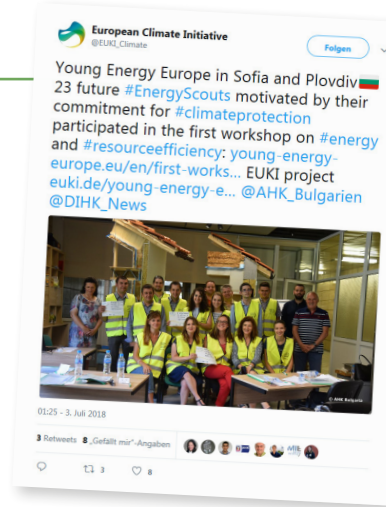 European Climate Initiative
@EUKI_Climate
Folgen
Young Energy Europe in Sofia and Plovdiv
23 future #EnergyScouts motivated by their
commitment for #climateprotection
participated in the first workshop on #energy
and #resourceefficiency: young-energy-
europe.eu/en/first-works... EUKI project
euki.de/young-energy-e... @AHK_Bulgarien
@DIHK_News
© AHK Bulgaria
01:25 - 3. Juli 2018
3 Retweets 8 „Gefällt mir“-Angaben
3 8